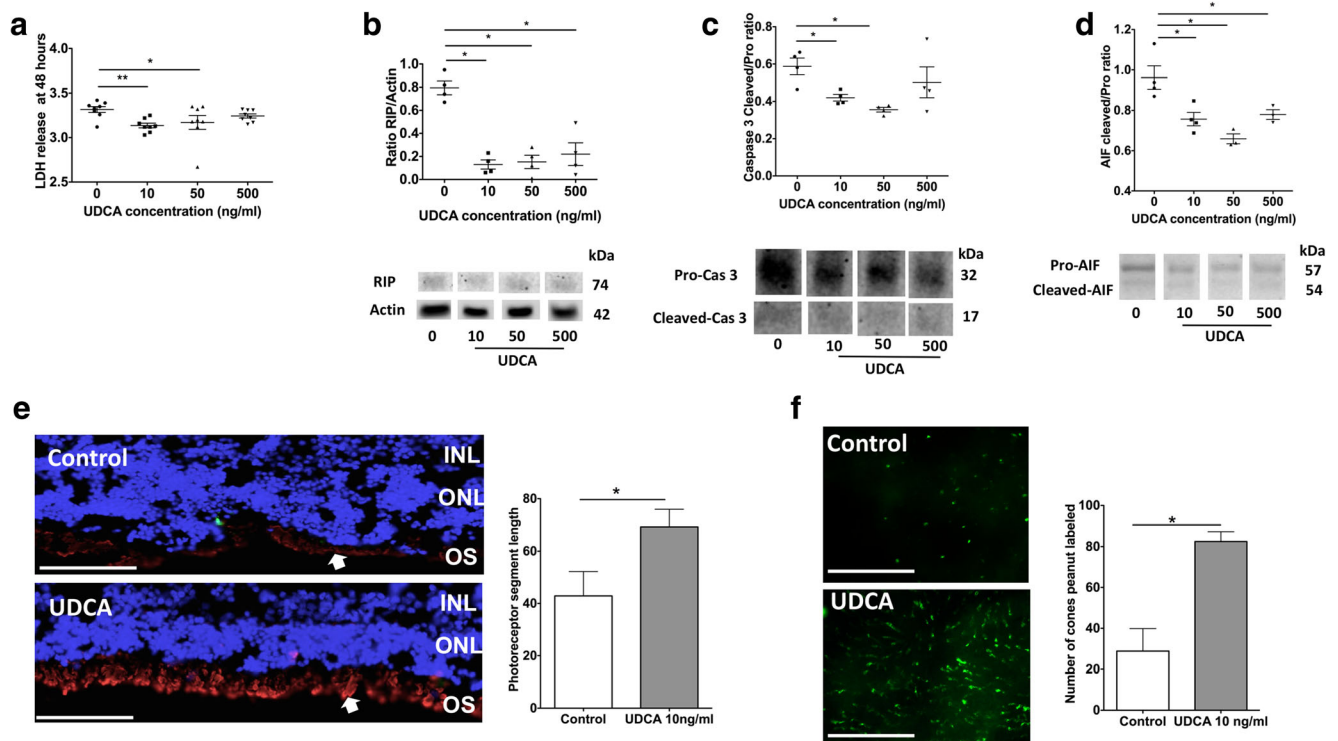 a
LDH release at 48 hours
4.0
3.5
3.0
2.5
*
**
0 10 50 500
UDCA concentration (ng/ml)
b
Ratio RIP/Actin
1.0
0.8
0.6
0.4
0.2
0.0
*
*
*
0 10 50 500
UDCA concentration (ng/ml)
kDa
RIP 74
Actin 42
0 10 50 500
UDCA
c
Caspase 3 Cleaved/Pro ratio
0.8
0.6
0.4
0.2
0.0
*
*
0 10 50 500
UDCA concentration (ng/ml)
kDa
Pro-Cas 3 32
Cleaved-Cas 3 17
0 10 50 500
UDCA
d
AIF cleaved/Pro ratio
1.2
1.0
0.8
0.6
0.4
*
*
*
0 10 50 500
UDCA concentration (ng/ml)
kDa
Pro-AIF 57
Cleaved-AIF 54
0 10 50 500
UDCA
e
Control
INL
ONL
OS
UDCA
INL
ONL
OS
Photoreceptor segment length
80
60
40
20
0
*
Control UDCA 10ng/ml
f
Control
UDCA
Number of cones peanut labeled
100
80
60
40
20
0
*
Control UDCA 10 ng/ml